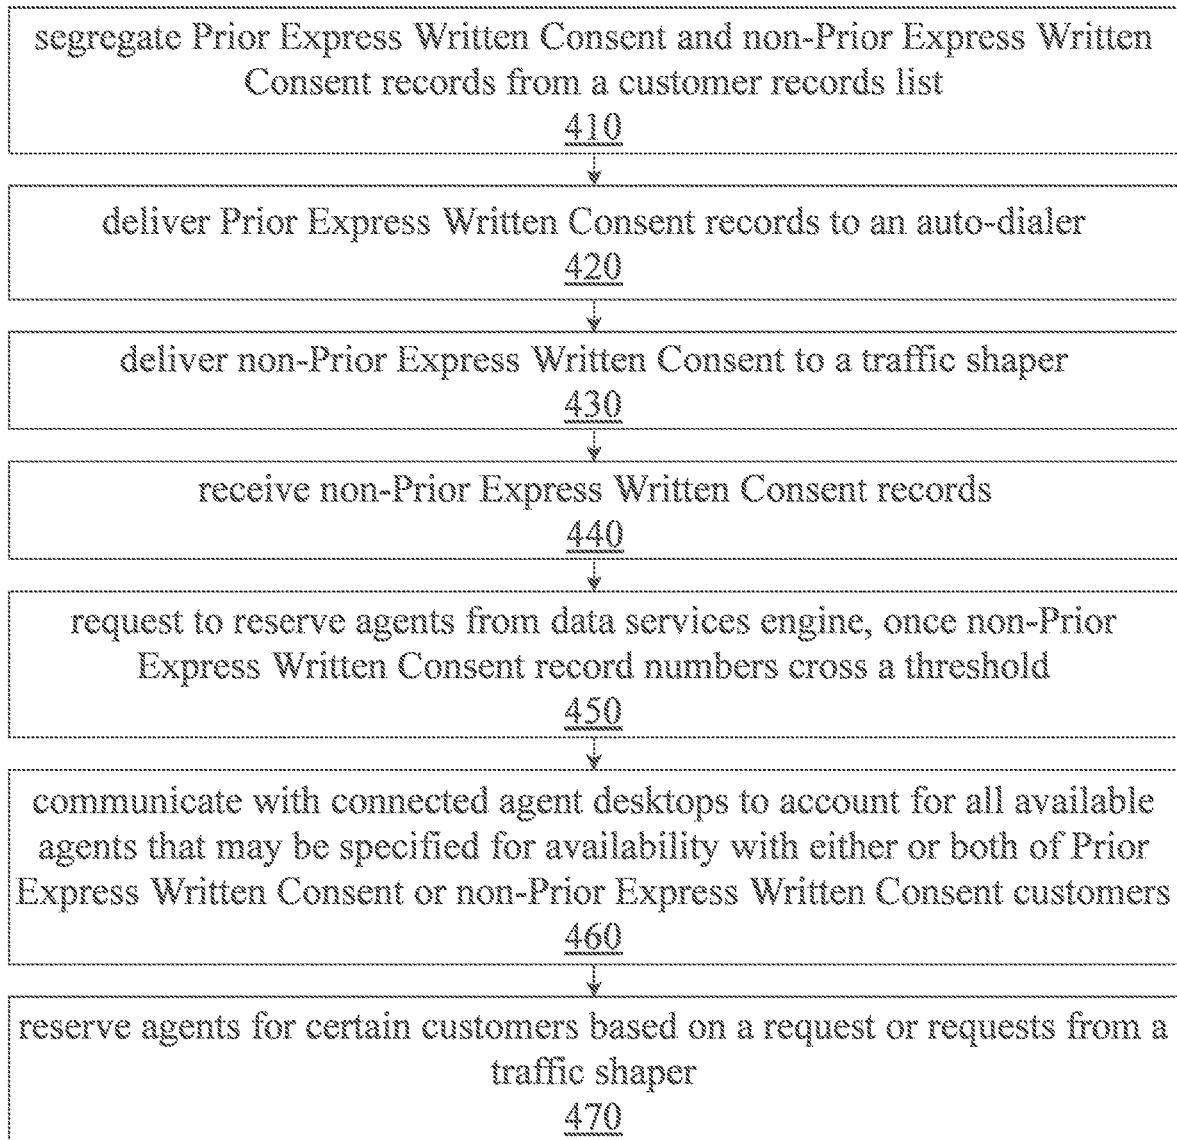 segregate Prior Express Written Consent and non-Prior Express Written
Consent records from a customer records list
410
deliver Prior Express Written Consent records to an auto-dialer
420
deliver non-Prior Express Written Consent to a traffic shaper
430
receive non-Prior Express Written Consent records
440
request to reserve agents from data services engine, once non-Prior
Express Written Consent record numbers cross a threshold
450
communicate with connected agent desktops to account for all available
agents that may be specified for availability with either or both of Prior
Express Written Consent or non-Prior Express Written Consent customers
460
reserve agents for certain customers based on a request or requests from a
traffic shaper
470